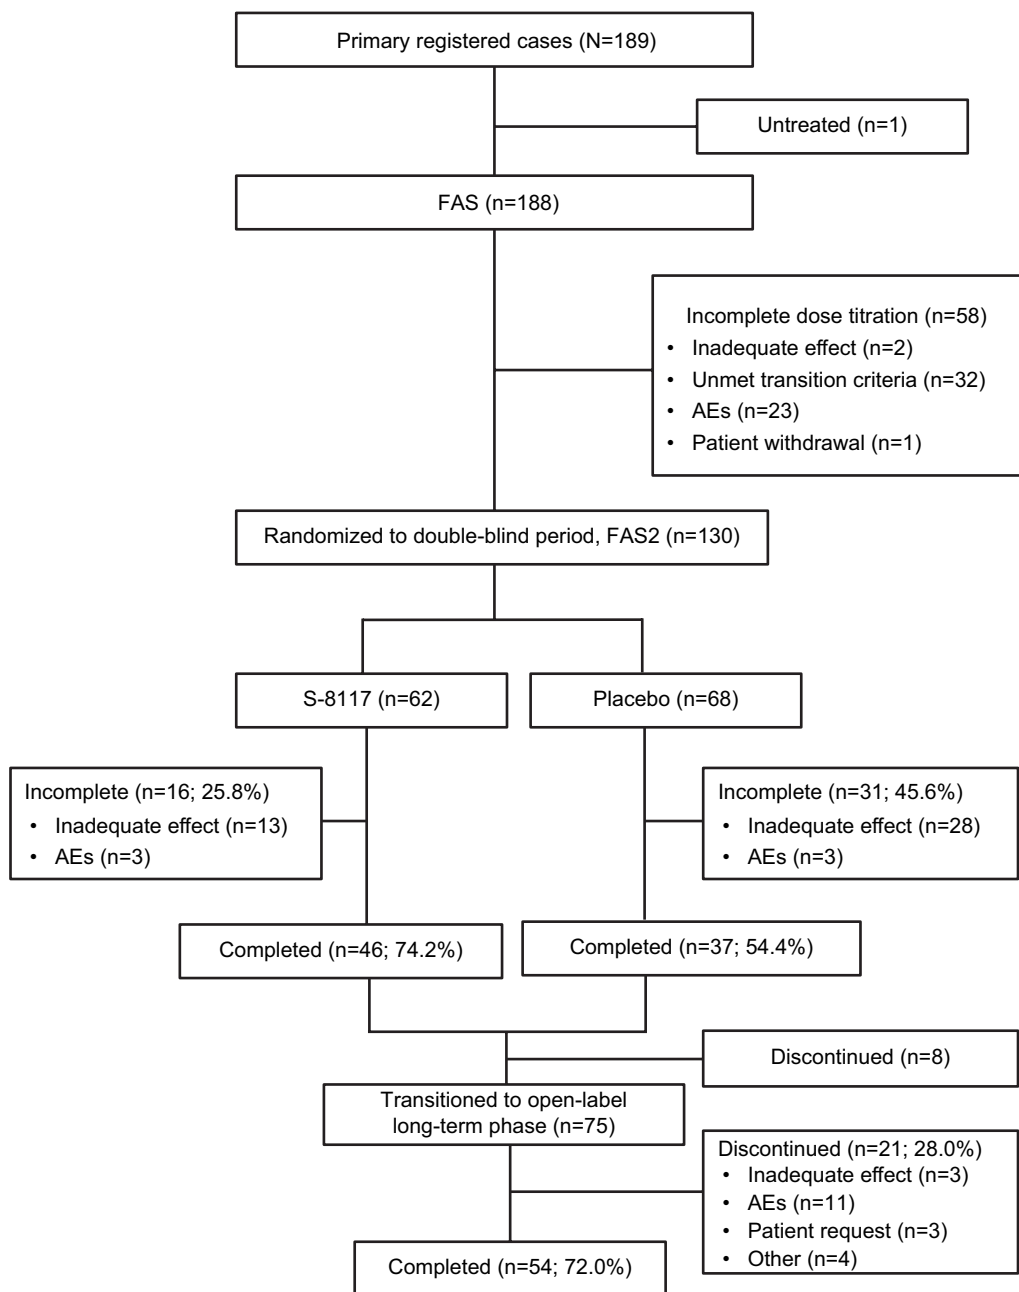 Primary registered cases (N=189)
Untreated (n=1)
FAS (n=188)
Incomplete dose titration (n=58)
• Inadequate effect (n=2)
• Unmet transition criteria (n=32)
• AEs (n=23)
• Patient withdrawal (n=1)
Randomized to double-blind period, FAS2 (n=130)
S-8117 (n=62)
Placebo (n=68)
Incomplete (n=16; 25.8%)
• Inadequate effect (n=13)
• AEs (n=3)
Incomplete (n=31; 45.6%)
• Inadequate effect (n=28)
• AEs (n=3)
Completed (n=46; 74.2%)
Completed (n=37; 54.4%)
Discontinued (n=8)
Transitioned to open-label
long-term phase (n=75)
Discontinued (n=21; 28.0%)
• Inadequate effect (n=3)
• AEs (n=11)
• Patient request (n=3)
• Other (n=4)
Completed (n=54; 72.0%)